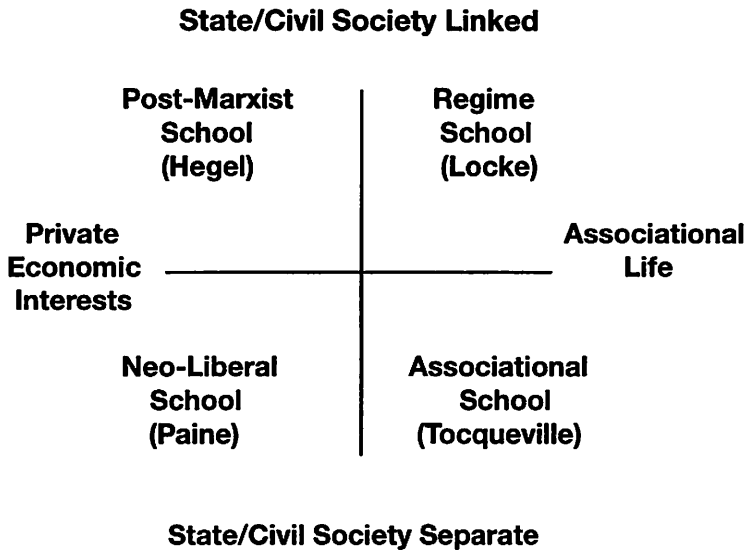 State/Civil Society Linked
Post-Marxist
School
(Hegel)
Regime
School
(Locke)
Private
Economic
Interests
Associational
Life
Neo-Liberal
School
(Paine)
Associational
School
(Tocqueville)
State/Civil Society Separate